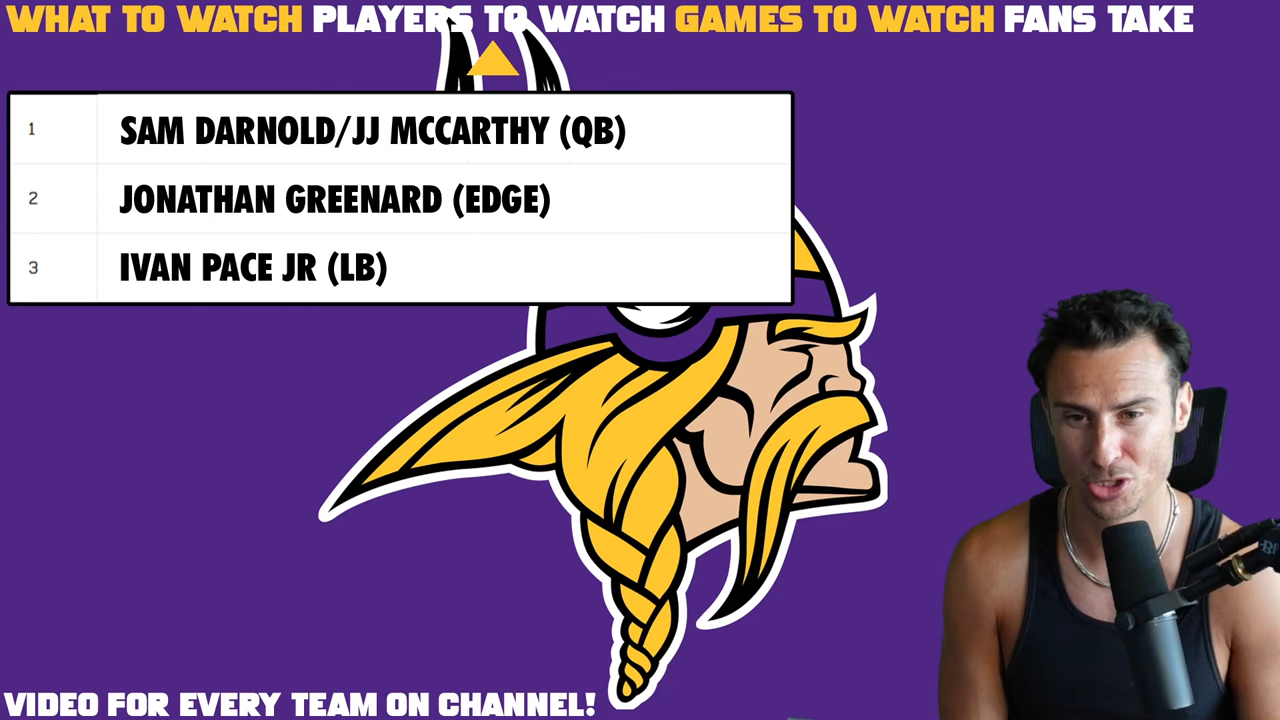 WHAT TO WATCH PLAYERS TO WATCH GAMES TO WATCH FANS TAKE
1 SAM DARNOLD/JJ MCCARTHY (QB)
2 JONATHAN GREENARD (EDGE)
3 IVAN PACE JR (LB)
VIDEO FOR EVERY TEAM ON CHANNEL!